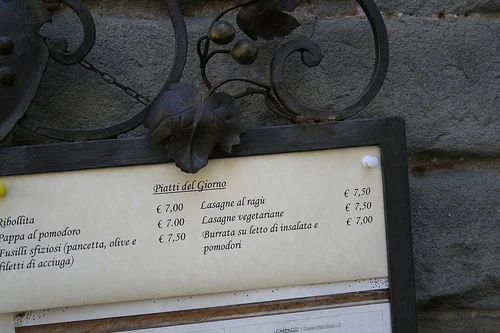 Piatti del Giorno
Ribollita € 7,00
Pappa al pomodoro € 7.00
Fusilli sfiziosi (pancetta, olive e € 7,50
filetti di acciuga)
Lasagne al ragù € 7,50
Lasagne vegetariane € 7,50
Burrata su letto di insalata e € 7,00
pomodori
I CARPACCI